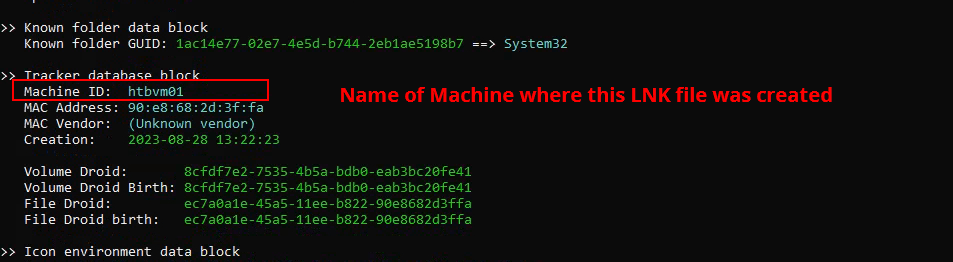 >> Known folder data block
Known folder GUID: 1ac14e77-02e7-4e5d-b744-2eb1ae5198b7 ==> System32
>> Tracker database block
Machine ID: htbvm01
Name of Machine where this LNK file was created
MAC Address: 90:e8:68:2d:3f:fa
MAC Vendor: (Unknown vendor)
Creation: 2023-08-28 13:22:23
Volume Droid: 8cfdf7e2-7535-4b5a-bdb0-eab3bc20fe41
Volume Droid Birth: 8cfdf7e2-7535-4b5a-bdb0-eab3bc20fe41
File Droid: ec7a0a1e-45a5-11ee-b822-90e8682d3ffa
File Droid birth: ec7a0a1e-45a5-11ee-b822-90e8682d3ffa
>> Icon environment data block